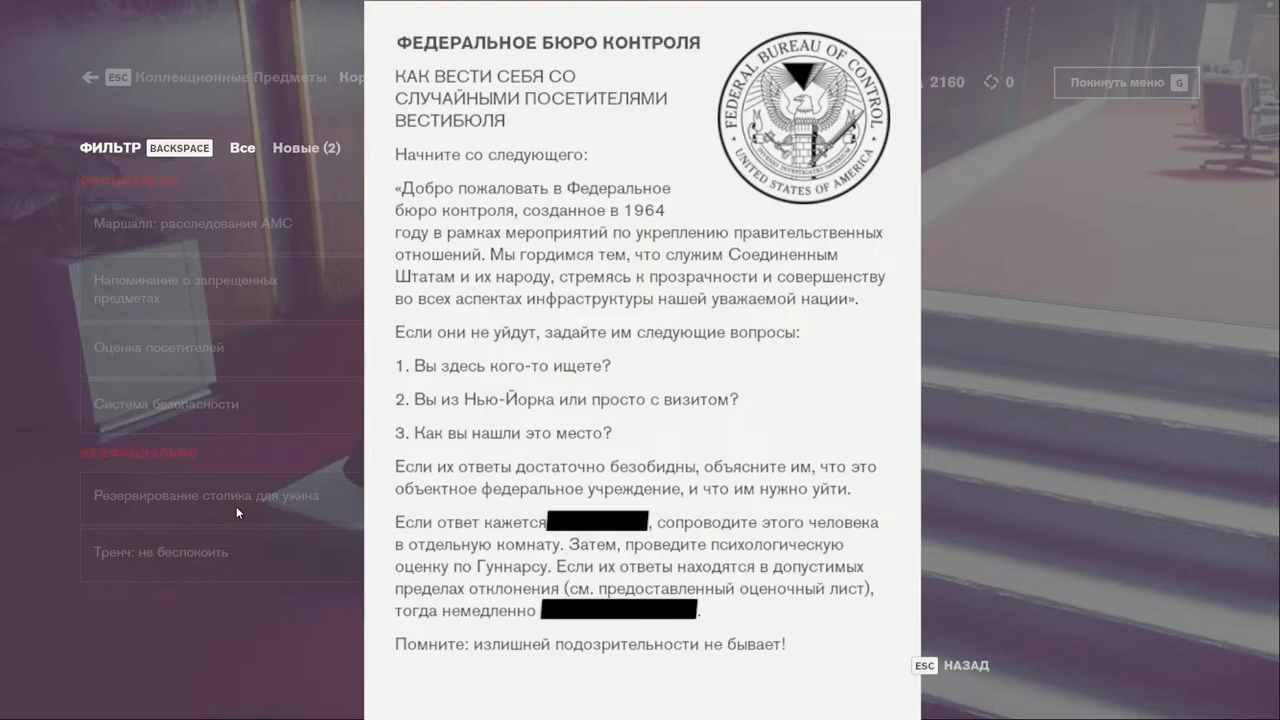 ESC Коллекционные Предметы Кор
2160
0
Покинуть меню G
ФИЛЬТР BACKSPACE Все Новые (2)
ОФИЦИАЛЬНО
Маршалл: расследования АМС
Напоминание о запрещенных
предметах
Оценка посетителей
Система безопасности
НЕОФИЦИАЛЬНО
Резервирование столика для ужина
Тренч: не беспокоить
ФЕДЕРАЛЬНОЕ БЮРО КОНТРОЛЯ
FEDERAL BUREAU OF CONTROL
UNITED STATES OF AMERICA
КАК ВЕСТИ СЕБЯ СО
СЛУЧАЙНЫМИ ПОСЕТИТЕЛЯМИ
ВЕСТИБЮЛЯ
Начните со следующего:
«Добро пожаловать в Федеральное
бюро контроля, созданное в 1964
году в рамках мероприятий по укреплению правительственных
отношений. Мы гордимся тем, что служим Соединенным
Штатам и их народу, стремясь к прозрачности и совершенству
во всех аспектах инфраструктуры нашей уважаемой нации».
Если они не уйдут, задайте им следующие вопросы:
1. Вы здесь кого-то ищете?
2. Вы из Нью-Йорка или просто с визитом?
3. Как вы нашли это место?
Если их ответы достаточно безобидны, объясните им, что это
объектное федеральное учреждение, и что им нужно уйти.
Если ответ кажется , сопроводите этого человека
в отдельную комнату. Затем, проведите психологическую
оценку по Гуннарсу. Если их ответы находятся в допустимых
пределах отклонения (см. предоставленный оценочный лист),
тогда немедленно .
Помните: излишней подозрительности не бывает!
ESC НАЗАД